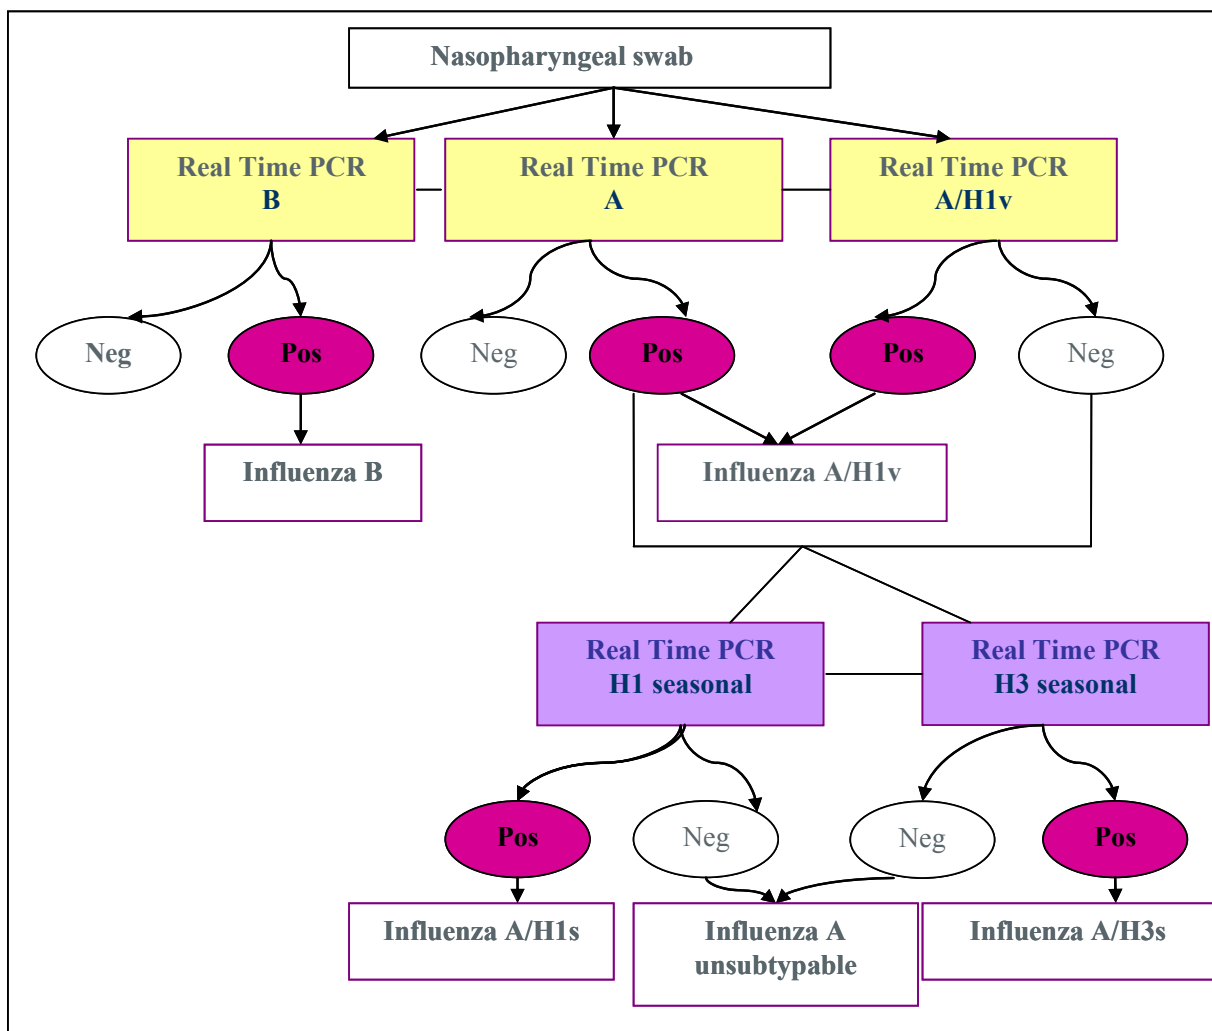 Nasopharyngeal swab
Real Time PCR
B
Real Time PCR
A
Real Time PCR
A/H1v
Neg
Pos
Neg
Pos
Pos
Neg
Influenza B
Influenza A/H1v
Real Time PCR
H1 seasonal
Real Time PCR
H3 seasonal
Pos
Neg
Neg
Pos
Influenza A/H1s
Influenza A
unsubtypable
Influenza A/H3s